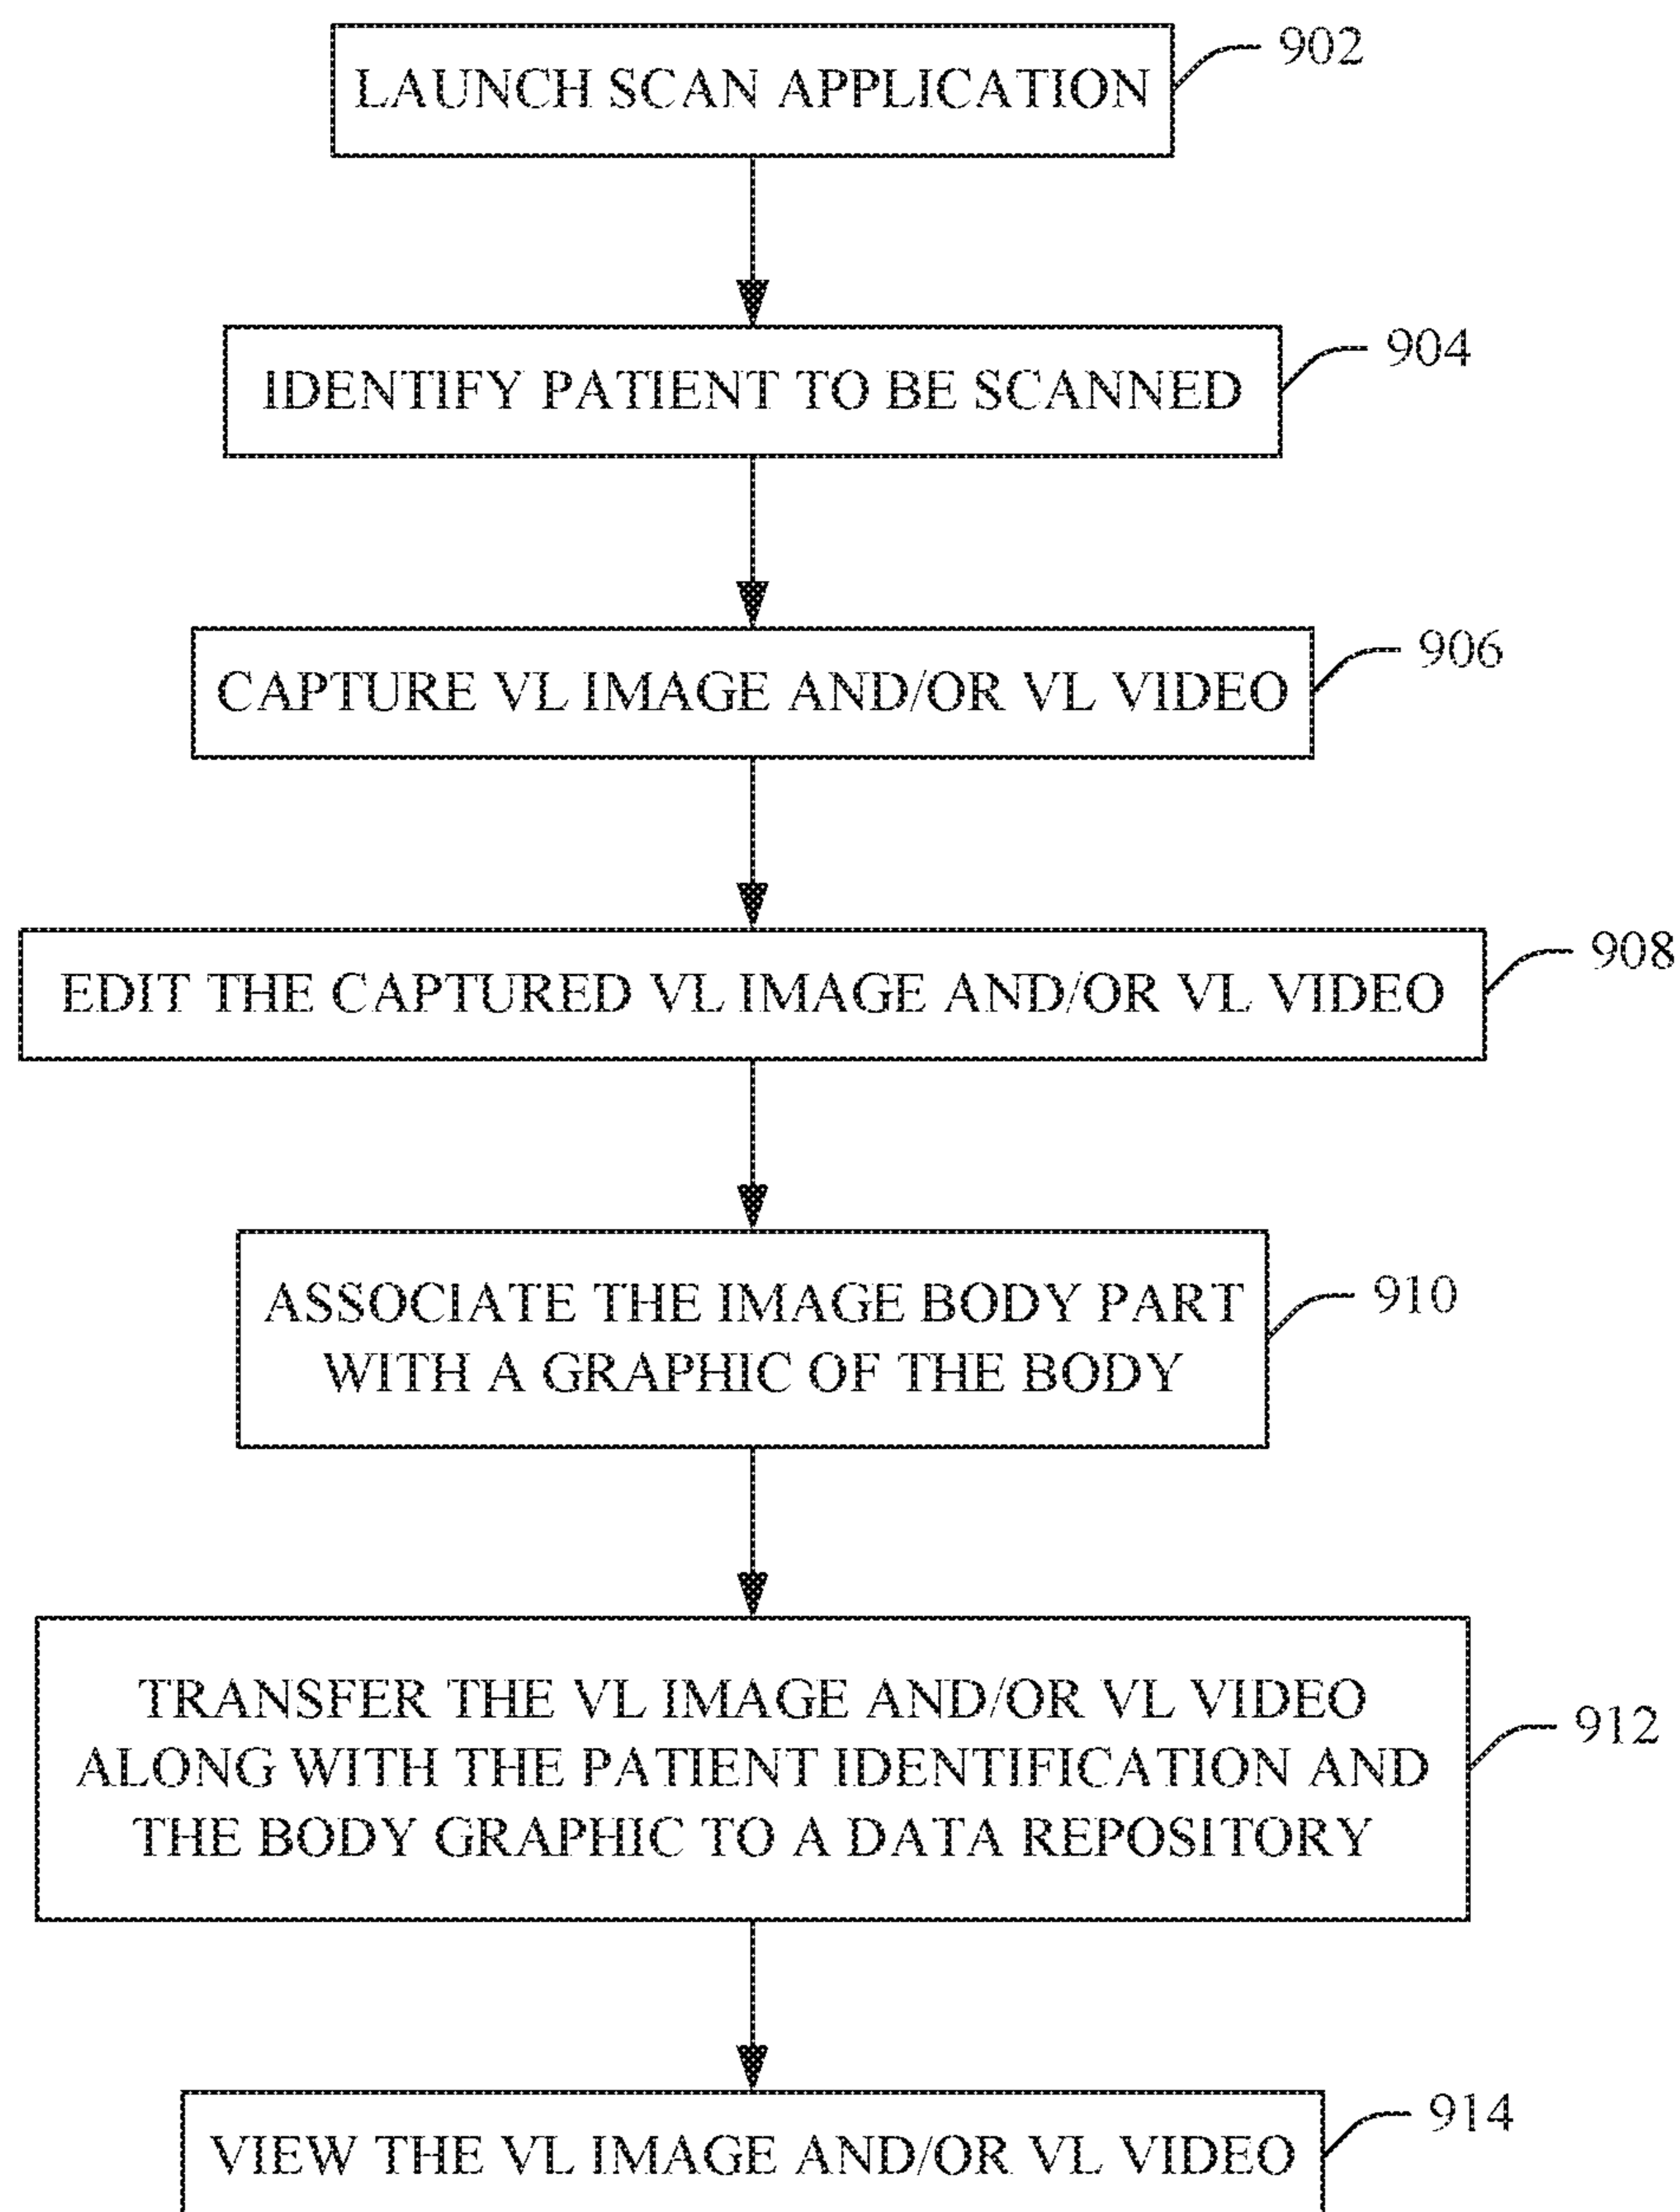 LAUNCH SCAN APPLICATION
902
IDENTIFY PATIENT TO BE SCANNED
904
CAPTURE VL IMAGE AND/OR VL VIDEO
906
EDIT THE CAPTURED VL IMAGE AND/OR VL VIDEO
908
ASSOCIATE THE IMAGE BODY PART
WITH A GRAPHIC OF THE BODY
910
TRANSFER THE VL IMAGE AND/OR VL VIDEO
ALONG WITH THE PATIENT IDENTIFICATION AND
THE BODY GRAPHIC TO A DATA REPOSITORY
912
VIEW THE VL IMAGE AND/OR VL VIDEO
914